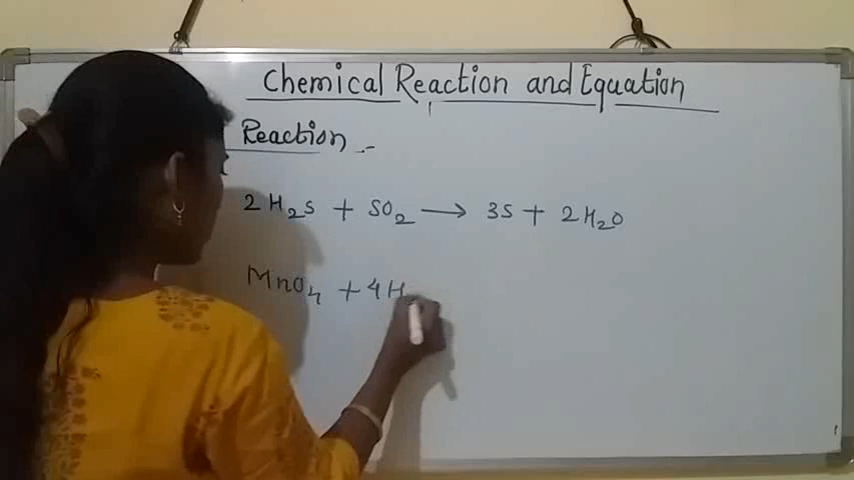 Chemical Reaction and Equation
Reaction :-
2H₂S + SO₂ → 3S + 2H₂O
MnO₄ + 4H